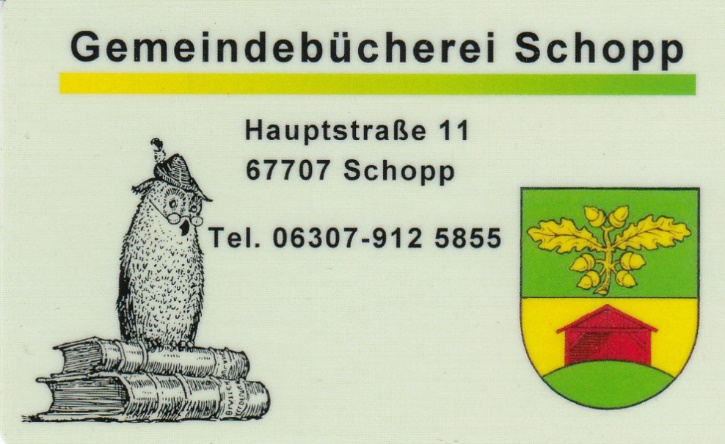 Gemeindebücherei Schopp
Hauptstraße 11
67707 Schopp
Tel. 06307-912 5855